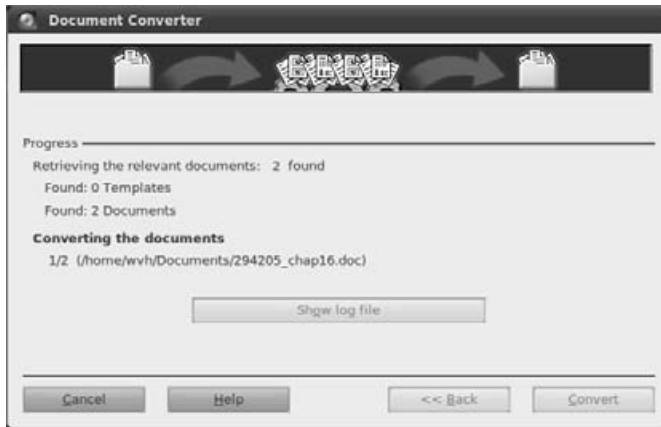 Document Converter
Progress
Retrieving the relevant documents: 2 found
Found: 0 Templates
Found: 2 Documents
Converting the documents
1/2 (/home/wvh/Documents/294205_chap16.doc)
Show log file
Cancel
Help
<< Back
Convert